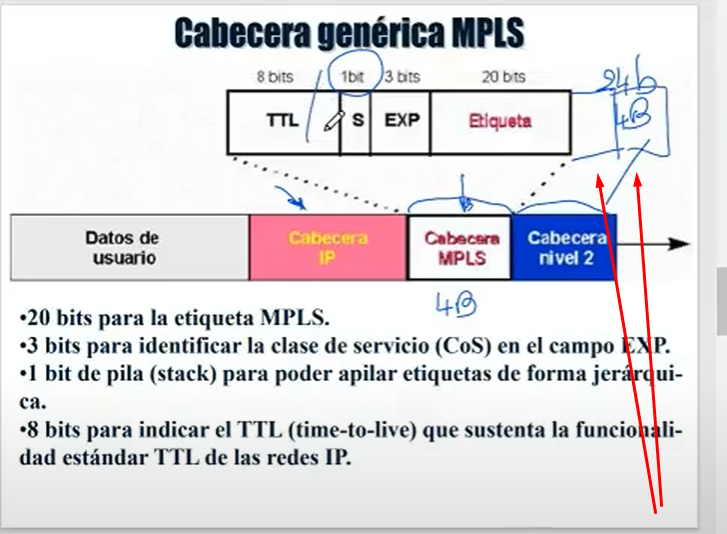 Cabecera genérica MPLS
8 bits 1bit 3 bits 20 bits 24b
TTL S EXP Etiqueta 4B
Datos de usuario
Cabecera IP
Cabecera MPLS
Cabecera nivel 2
4B
•20 bits para la etiqueta MPLS.
•3 bits para identificar la clase de servicio (CoS) en el campo EXP.
•1 bit de pila (stack) para poder apilar etiquetas de forma jerárqui-
ca.
•8 bits para indicar el TTL (time-to-live) que sustenta la funcionali-
dad estándar TTL de las redes IP.